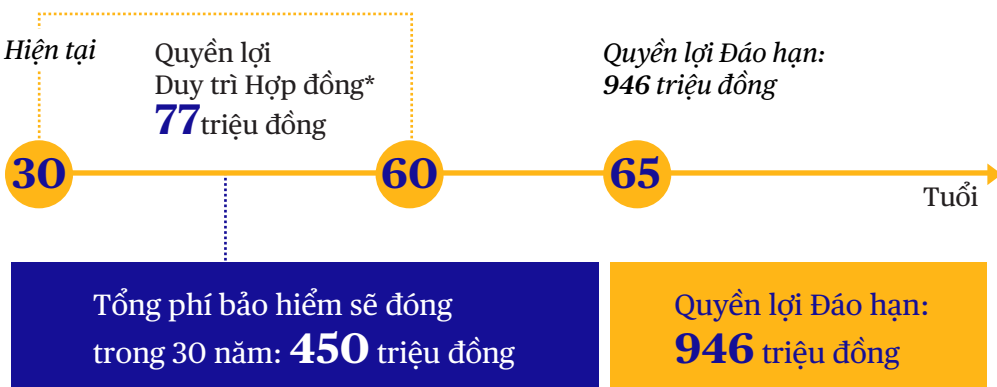 Hiện tại
Quyền lợi
Duy trì Hợp đồng*
77 triệu đồng
Quyền lợi Đáo hạn:
946 triệu đồng
30
60
65
Tuổi
Tổng phí bảo hiểm sẽ đóng
trong 30 năm: 450 triệu đồng
Quyền lợi Đáo hạn:
946 triệu đồng